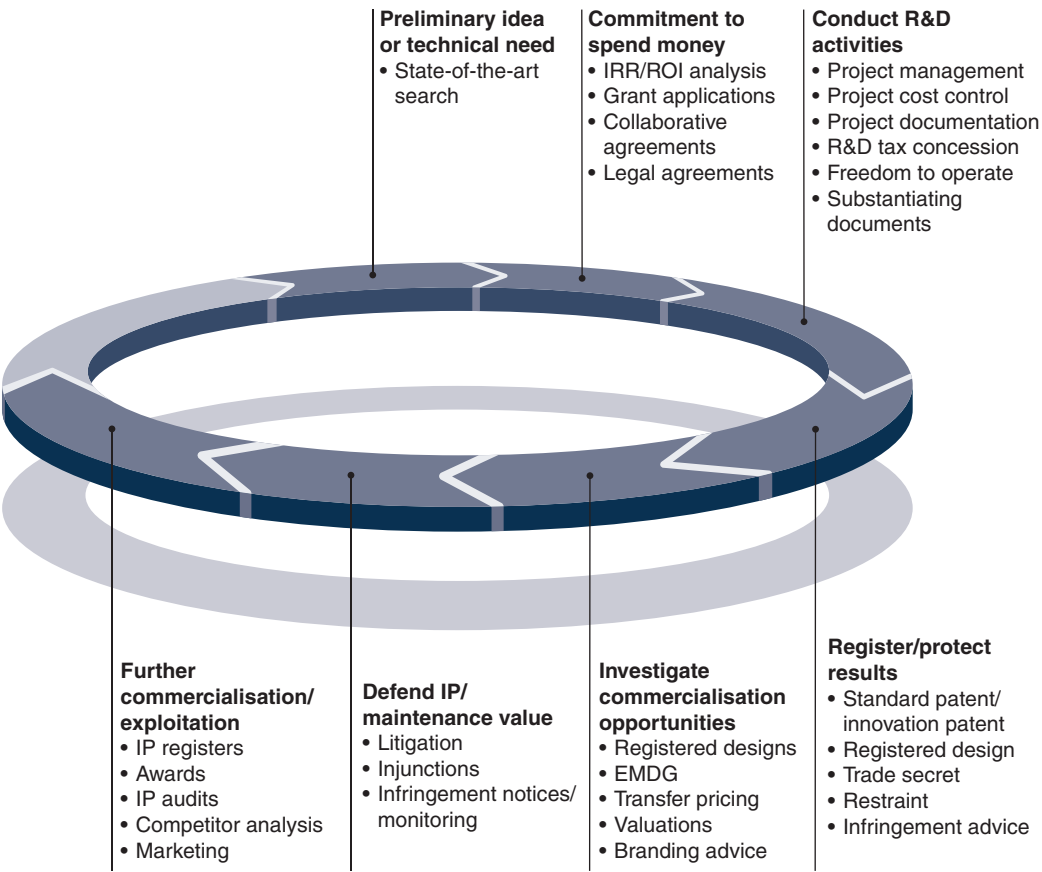 Preliminary idea
or technical need
• State-of-the-art
search
Commitment to
spend money
• IRR/ROI analysis
• Grant applications
• Collaborative
agreements
• Legal agreements
Conduct R&D
activities
• Project management
• Project cost control
• Project documentation
• R&D tax concession
• Freedom to operate
• Substantiating
documents
Further
commercialisation/
exploitation
• IP registers
• Awards
• IP audits
• Competitor analysis
• Marketing
Defend IP/
maintenance value
• Litigation
• Injunctions
• Infringement notices/
monitoring
Investigate
commercialisation
opportunities
• Registered designs
• EMDG
• Transfer pricing
• Valuations
• Branding advice
Register/protect
results
• Standard patent/
innovation patent
• Registered design
• Trade secret
• Restraint
• Infringement advice